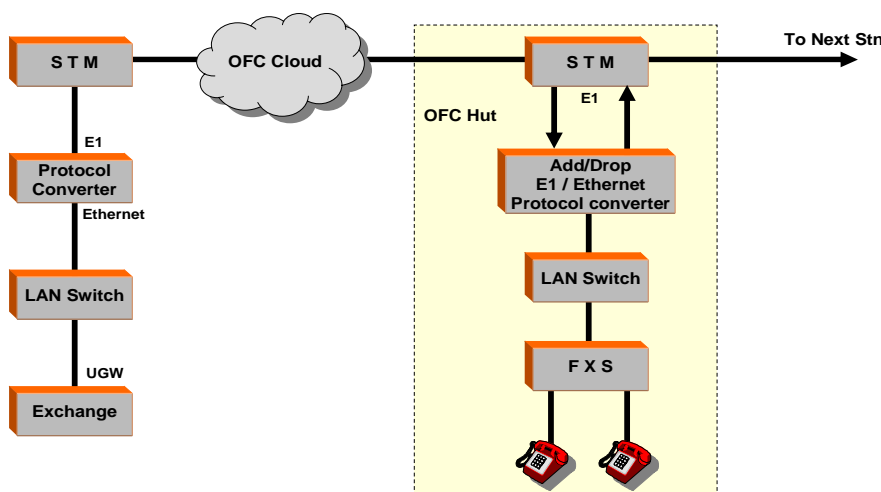 To Next Stn
S T M
OFC Cloud
S T M
E1
OFC Hut
E1
Protocol
Converter
Add/Drop
E1 / Ethernet
Protocol converter
Ethernet
LAN Switch
LAN Switch
UGW
F X S
Exchange